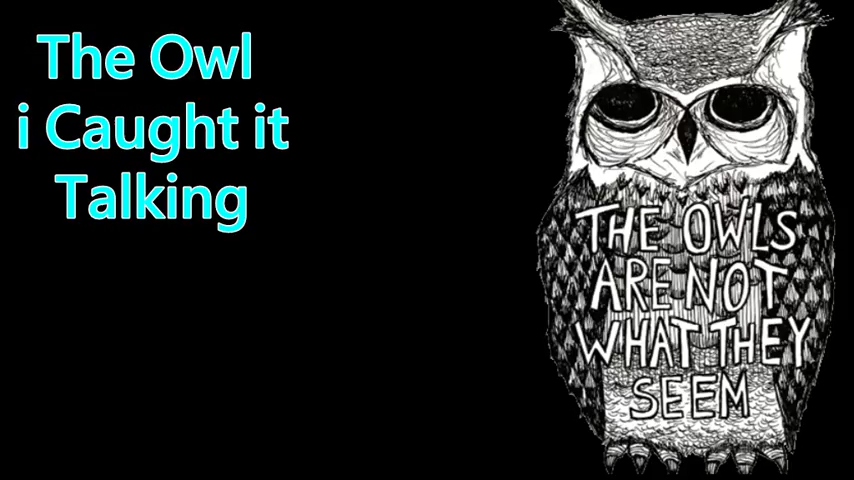 The Owl
i Caught it
Talking
THE OWLS
ARE NOT
WHAT THEY
SEEM